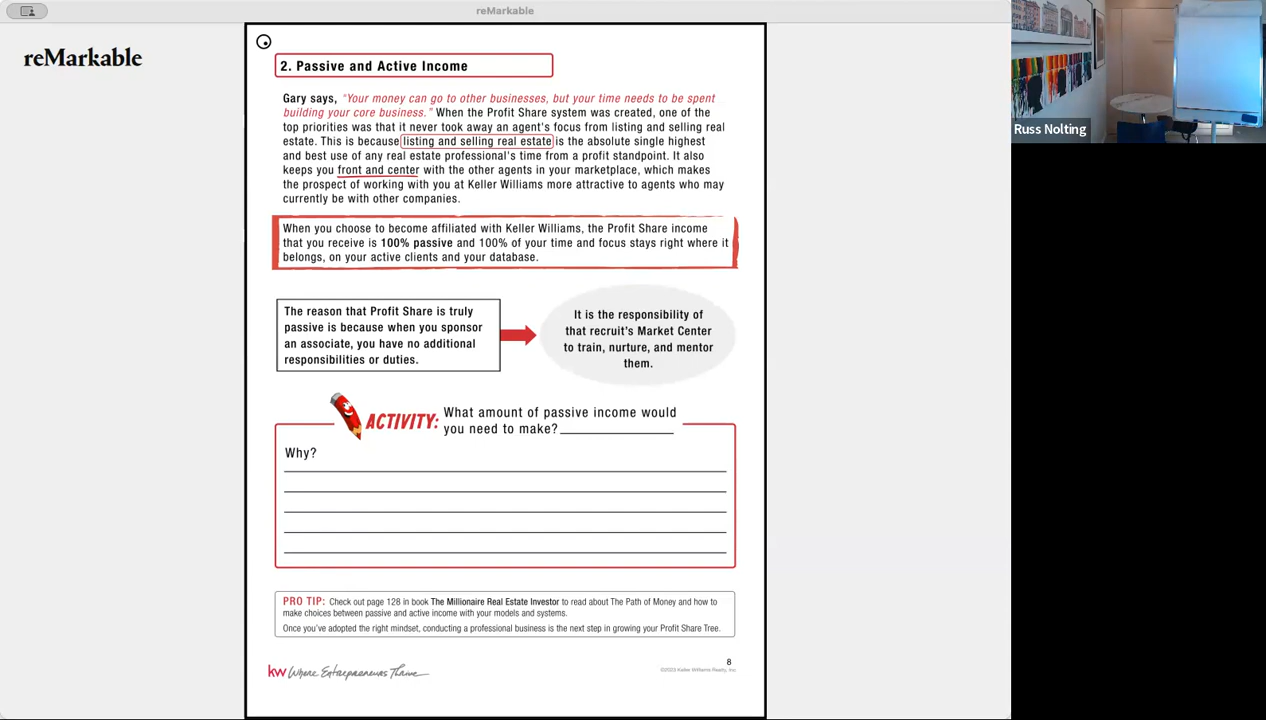 reMarkable
reMarkable
2. Passive and Active Income
Gary says, "Your money can go to other businesses, but your time needs to be spent
building your core business." When the Profit Share system was created, one of the
top priorities was that it never took away an agent's focus from listing and selling real
estate. This is because listing and selling real estate is the absolute single highest
and best use of any real estate professional's time from a profit standpoint. It also
keeps you front and center with the other agents in your marketplace, which makes
the prospect of working with you at Keller Williams more attractive to agents who may
currently be with other companies.
When you choose to become affiliated with Keller Williams, the Profit Share income
that you receive is 100% passive and 100% of your time and focus stays right where it
belongs, on your active clients and your database.
The reason that Profit Share is truly
passive is because when you sponsor
an associate, you have no additional
responsibilities or duties.
It is the responsibility of
that recruit's Market Center
to train, nurture, and mentor
them.
ACTIVITY: What amount of passive income would
you need to make?
Why?
PRO TIP: Check out page 128 in book The Millionaire Real Estate Investor to read about The Path of Money and how to
make choices between passive and active income with your models and systems.
Once you've adopted the right mindset, conducting a professional business is the next step in growing your Profit Share Tree.
kw Where Entrepreneurs Thrive
8
©2023 Keller Williams Realty, Inc.
Russ Nolting